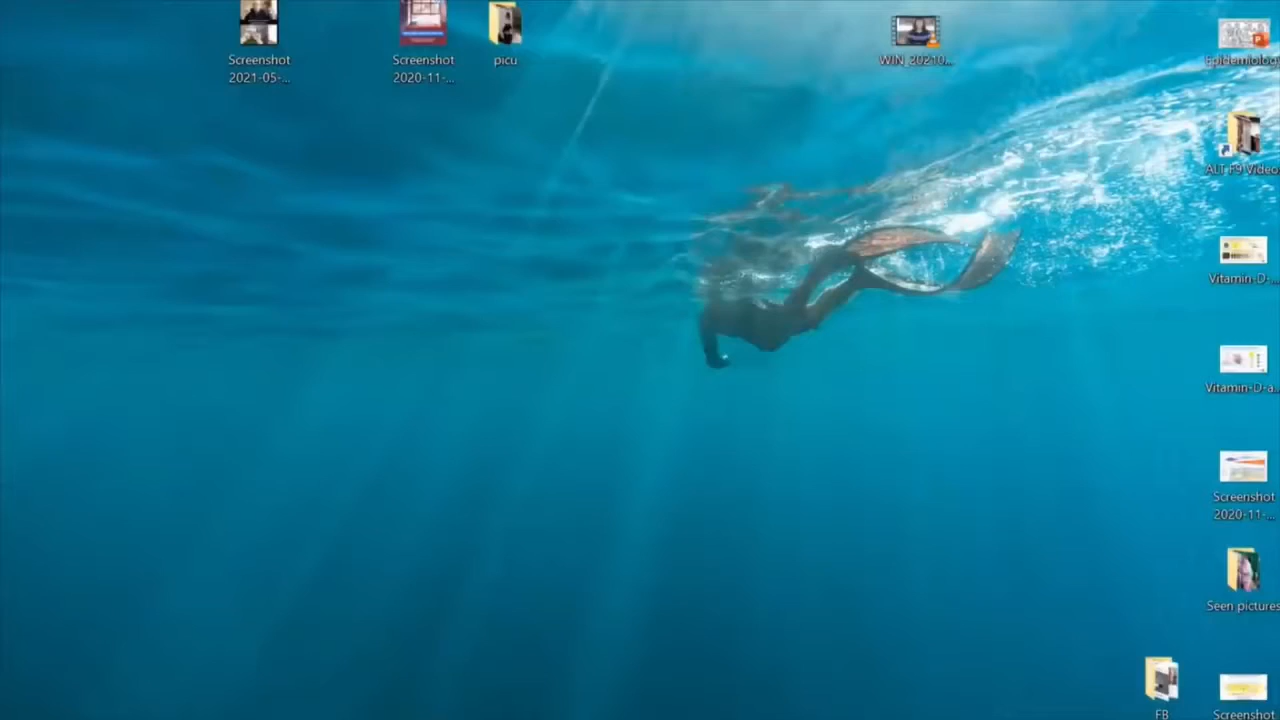 Screenshot
2021-05-...
Screenshot
2020-11-...
picu
WIN_20210...
Epidemiology
ALT F9 Video
Vitamin-D-...
Vitamin-D-a...
Screenshot
2020-11-...
Seen pictures
FB
Screenshot